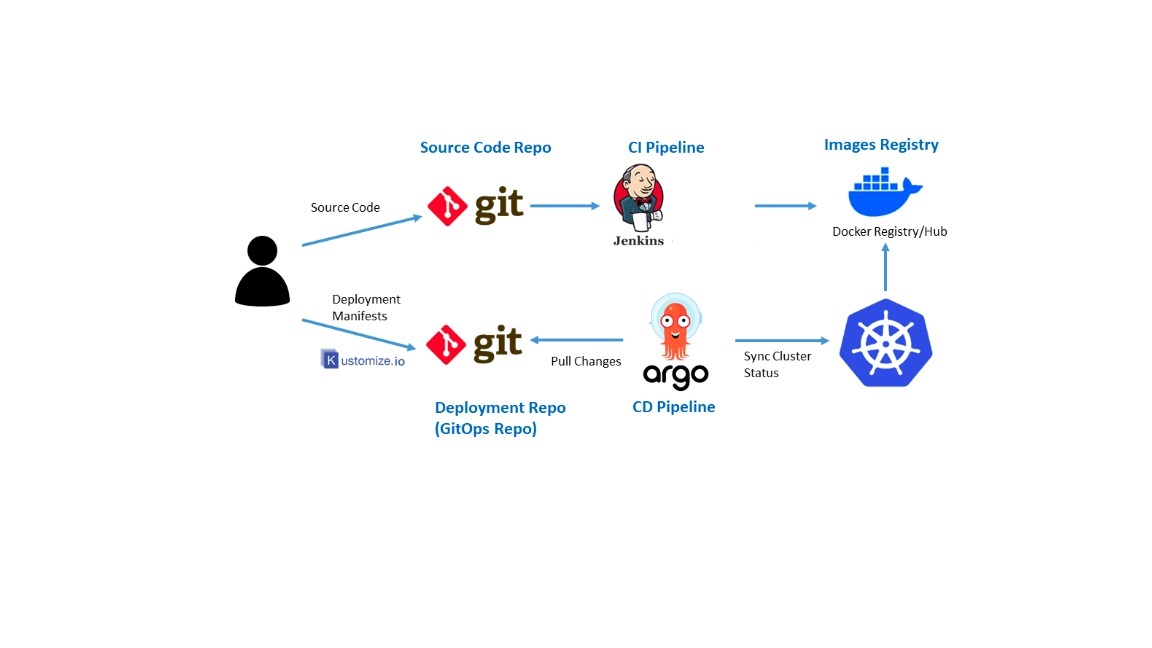 Source Code Repo
CI Pipeline
Images Registry
Source Code
git
Jenkins
Docker Registry/Hub
Deployment
Manifests
Kustomize.io
git
Pull Changes
argo
Sync Cluster
Status
Deployment Repo
(GitOps Repo)
CD Pipeline